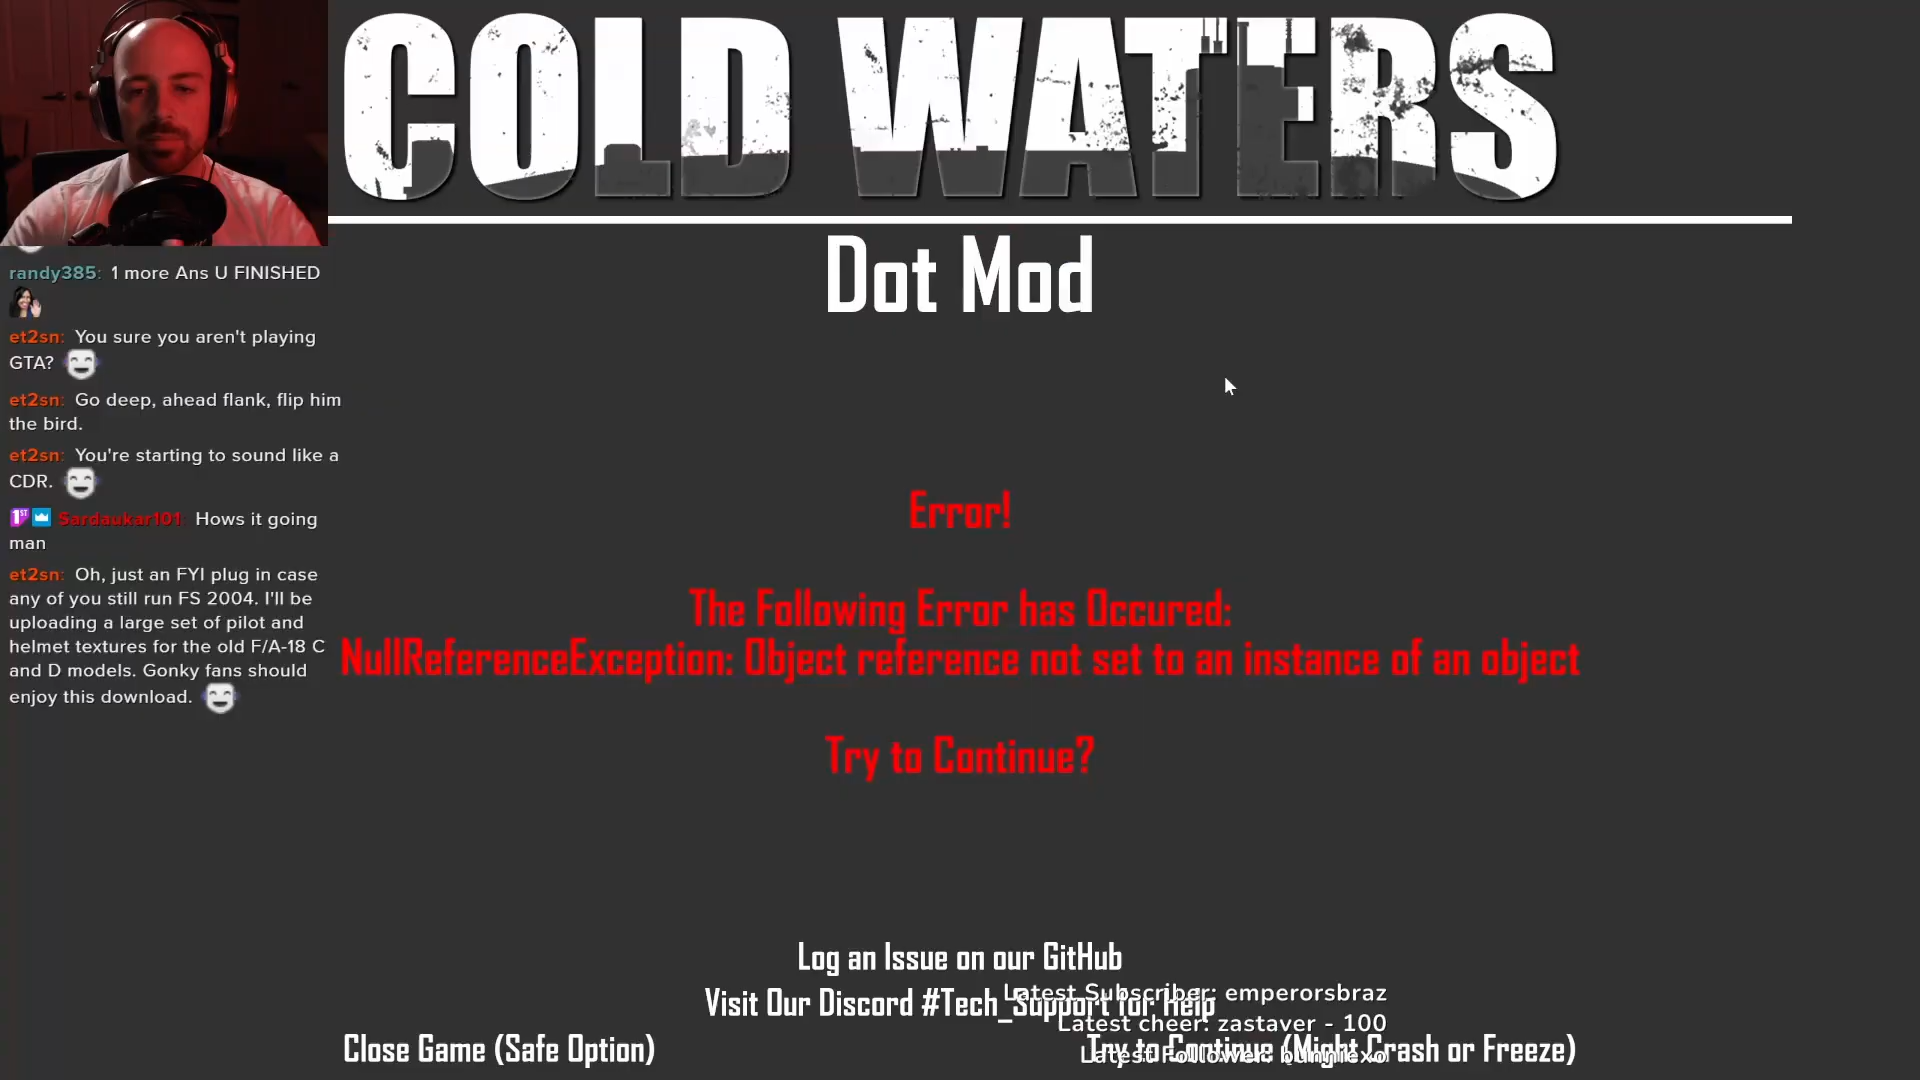 COLD WATERS
Dot Mod
randy385: 1 more Ans U FINISHED
et2sn: You sure you aren't playing
GTA?
et2sn: Go deep, ahead flank, flip him
the bird.
et2sn: You're starting to sound like a
CDR.
1ST Sardaukar101: Hows it going
man
et2sn: Oh, just an FYI plug in case
any of you still run FS 2004. I'll be
uploading a large set of pilot and
helmet textures for the old F/A-18 C
and D models. Gonky fans should
enjoy this download.
Error!
The Following Error has Occured:
NullReferenceException: Object reference not set to an instance of an object
Try to Continue?
Log an Issue on our GitHub
Visit Our Discord #Tech_Support for Help
Latest Subscriber: emperorsbraz
Latest cheer: zastaver - 100
Latest Follower: bunniexo
Close Game (Safe Option)
Try to Continue (Might Crash or Freeze)